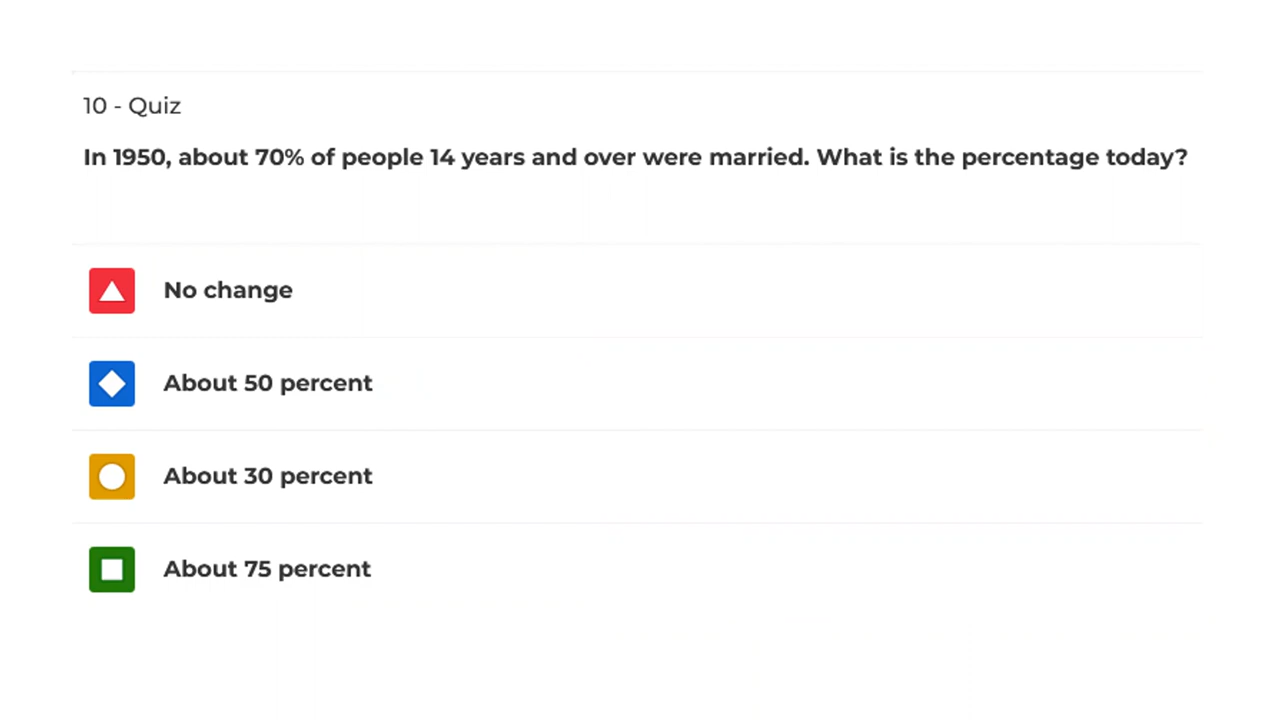 10 - Quiz
In 1950, about 70% of people 14 years and over were married. What is the percentage today?
No change
About 50 percent
About 30 percent
About 75 percent